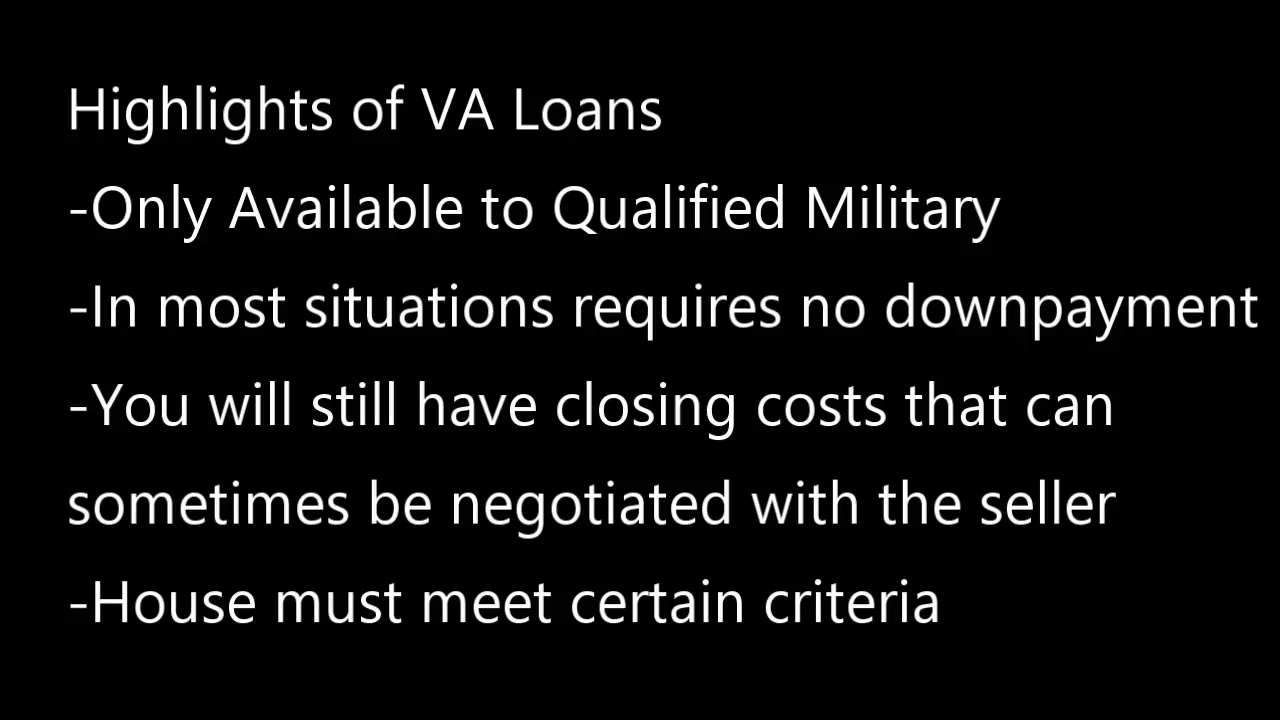 Highlights of VA Loans
-Only Available to Qualified Military
-In most situations requires no downpayment
-You will still have closing costs that can
sometimes be negotiated with the seller
-House must meet certain criteria